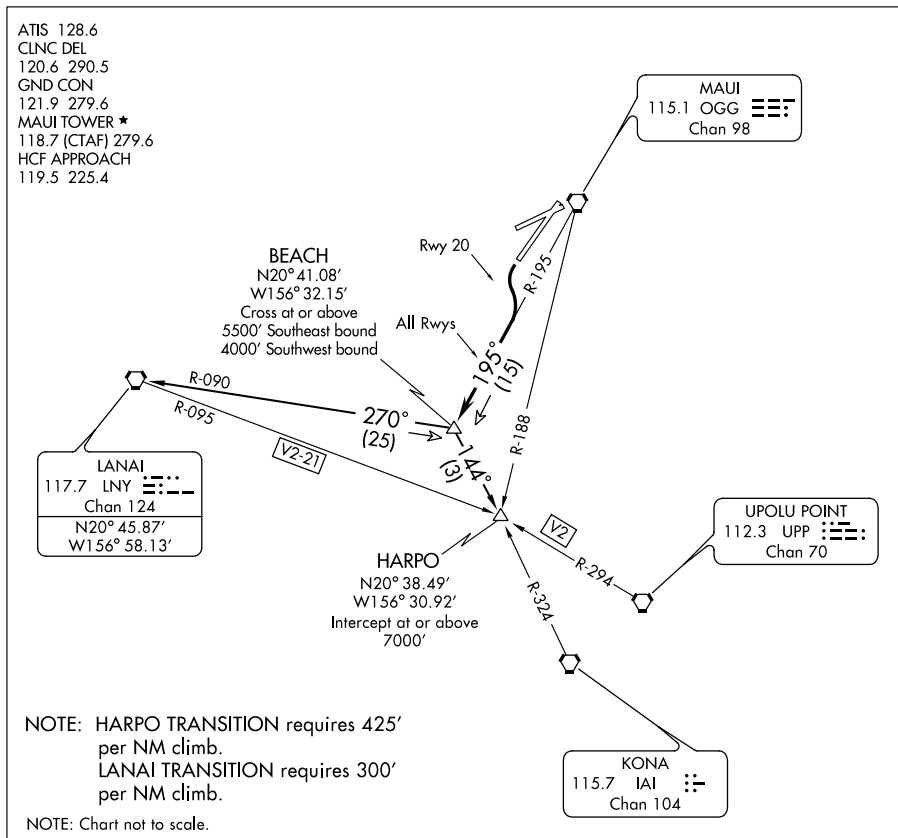 ATIS 128.6
CLNC DEL
120.6 290.5
GND CON
121.9 279.6
MAUI TOWER ★
118.7 (CTAF) 279.6
HCF APPROACH
119.5 225.4
MAUI
115.1 OGG
Chan 98
Rwy 20
R-195
BEACH
N20° 41.08'
W156° 32.15'
Cross at or above
5500' Southeast bound
4000' Southwest bound
All Rwys
195°
(15)
R-188
R-090
R-095
270°
(25)
V2-21
144°
(3)
LANAI
117.7 LNY
Chan 124
N20° 45.87'
W156° 58.13'
HARPO
N20° 38.49'
W156° 30.92'
Intercept at or above
7000'
V2
R-294
R-324
UPOLU POINT
112.3 UPP
Chan 70
KONA
115.7 IAI
Chan 104
NOTE: HARPO TRANSITION requires 425'
per NM climb.
LANAI TRANSITION requires 300'
per NM climb.
NOTE: Chart not to scale.